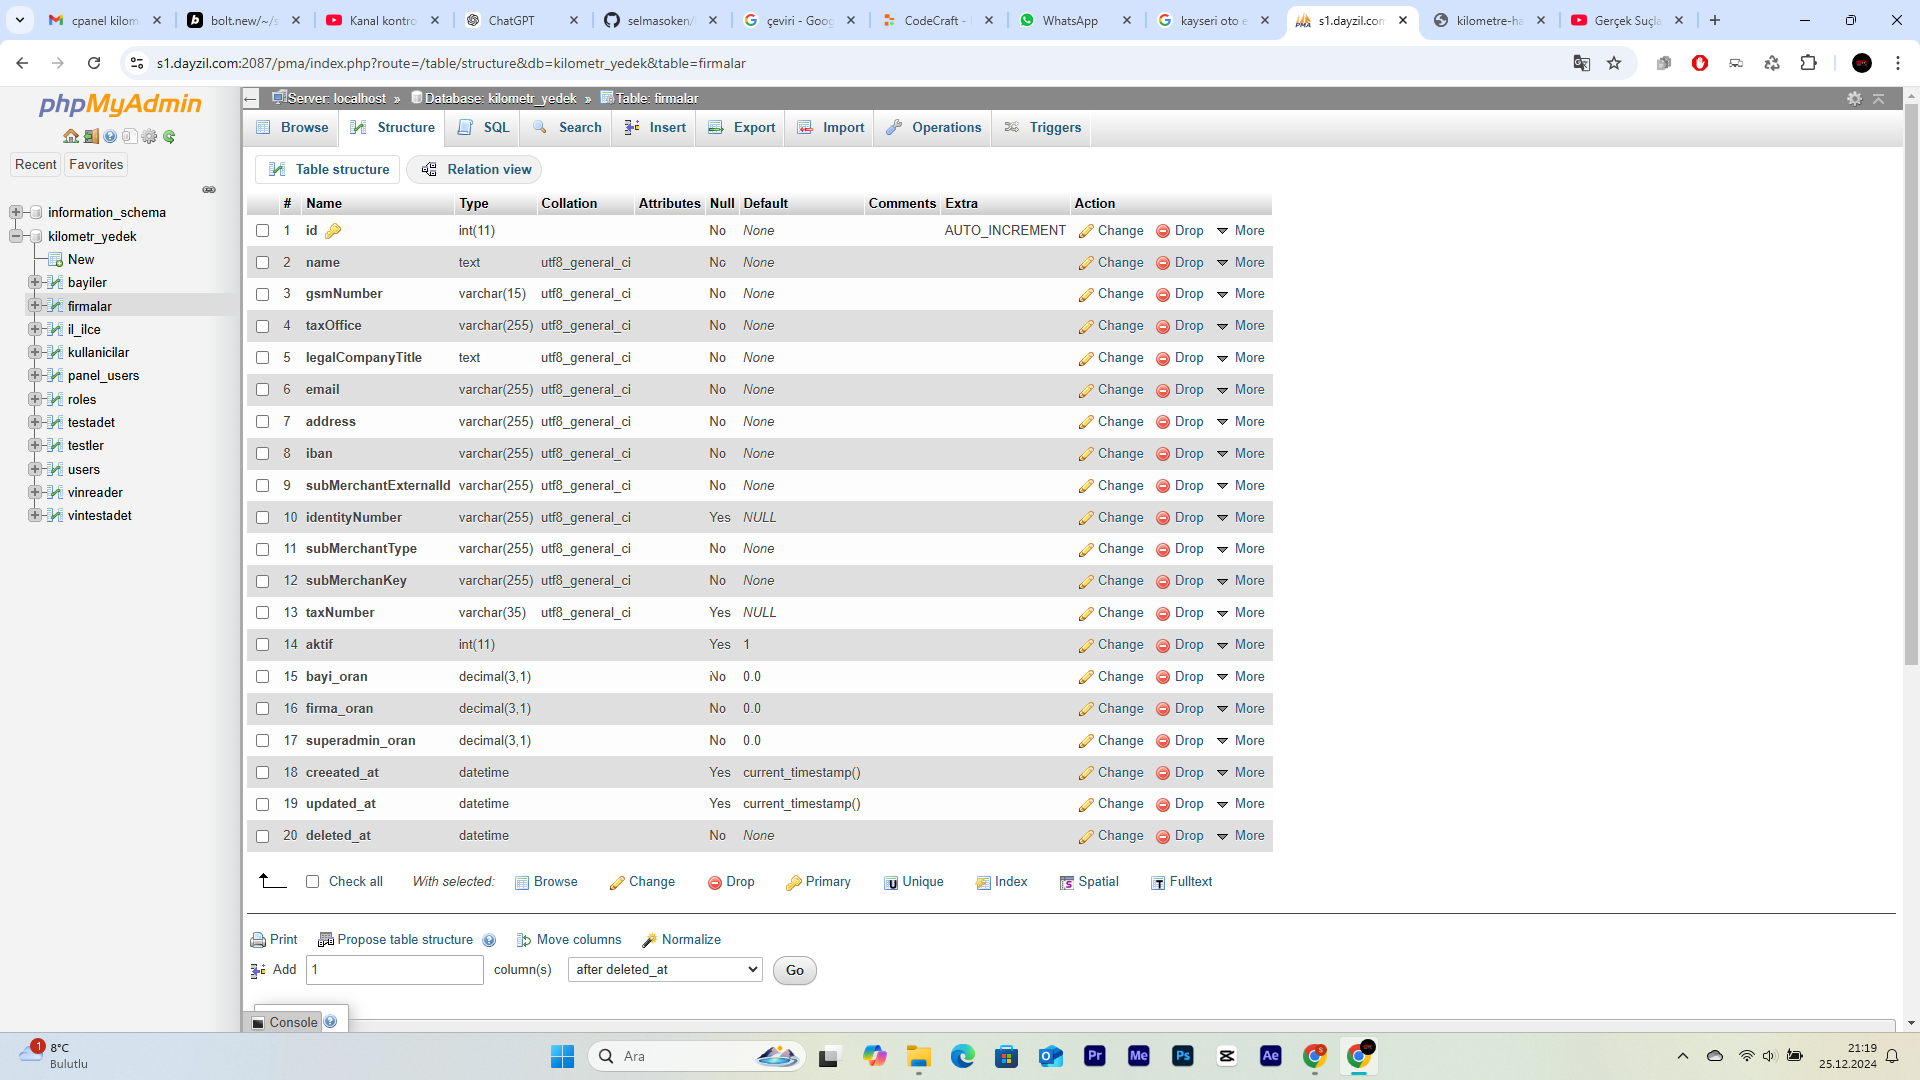 cpanel kilom
bolt.new/~/s
Kanal kontro
ChatGPT
selmasoken/
çeviri - Goog
CodeCraft -
WhatsApp
kayseri oto e
s1.dayzil.com
kilometre-ha
Gerçek Suçla
s1.dayzil.com:2087/pma/index.php?route=/table/structure&db=kilometr_yedek&table=firmalar
phpMyAdmin
Recent Favorites
information_schema
kilometr_yedek
New
bayiler
firmalar
il_ilce
kullanicilar
panel_users
roles
testadet
testler
users
vinreader
vintestadet
Server: localhost » Database: kilometr_yedek » Table: firmalar
Browse Structure SQL Search Insert Export Import Operations Triggers
Table structure Relation view
# Name Type Collation Attributes Null Default Comments Extra Action
1 id int(11) No None AUTO_INCREMENT Change Drop More
2 name text utf8_general_ci No None Change Drop More
3 gsmNumber varchar(15) utf8_general_ci No None Change Drop More
4 taxOffice varchar(255) utf8_general_ci No None Change Drop More
5 legalCompanyTitle text utf8_general_ci No None Change Drop More
6 email varchar(255) utf8_general_ci No None Change Drop More
7 address varchar(255) utf8_general_ci No None Change Drop More
8 iban varchar(255) utf8_general_ci No None Change Drop More
9 subMerchantExternalId varchar(255) utf8_general_ci No None Change Drop More
10 identityNumber varchar(255) utf8_general_ci Yes NULL Change Drop More
11 subMerchantType varchar(255) utf8_general_ci No None Change Drop More
12 subMerchanKey varchar(255) utf8_general_ci No None Change Drop More
13 taxNumber varchar(35) utf8_general_ci Yes NULL Change Drop More
14 aktif int(11) Yes 1 Change Drop More
15 bayi_oran decimal(3,1) No 0.0 Change Drop More
16 firma_oran decimal(3,1) No 0.0 Change Drop More
17 superadmin_oran decimal(3,1) No 0.0 Change Drop More
18 creeated_at datetime Yes current_timestamp() Change Drop More
19 updated_at datetime Yes current_timestamp() Change Drop More
20 deleted_at datetime No None Change Drop More
Check all With selected: Browse Change Drop Primary Unique Index Spatial Fulltext
Print Propose table structure Move columns Normalize
Add 1 column(s) after deleted_at Go
Console
1
8°C
Bulutlu
Ara
Pr Me Ps Ae
21:19
25.12.2024